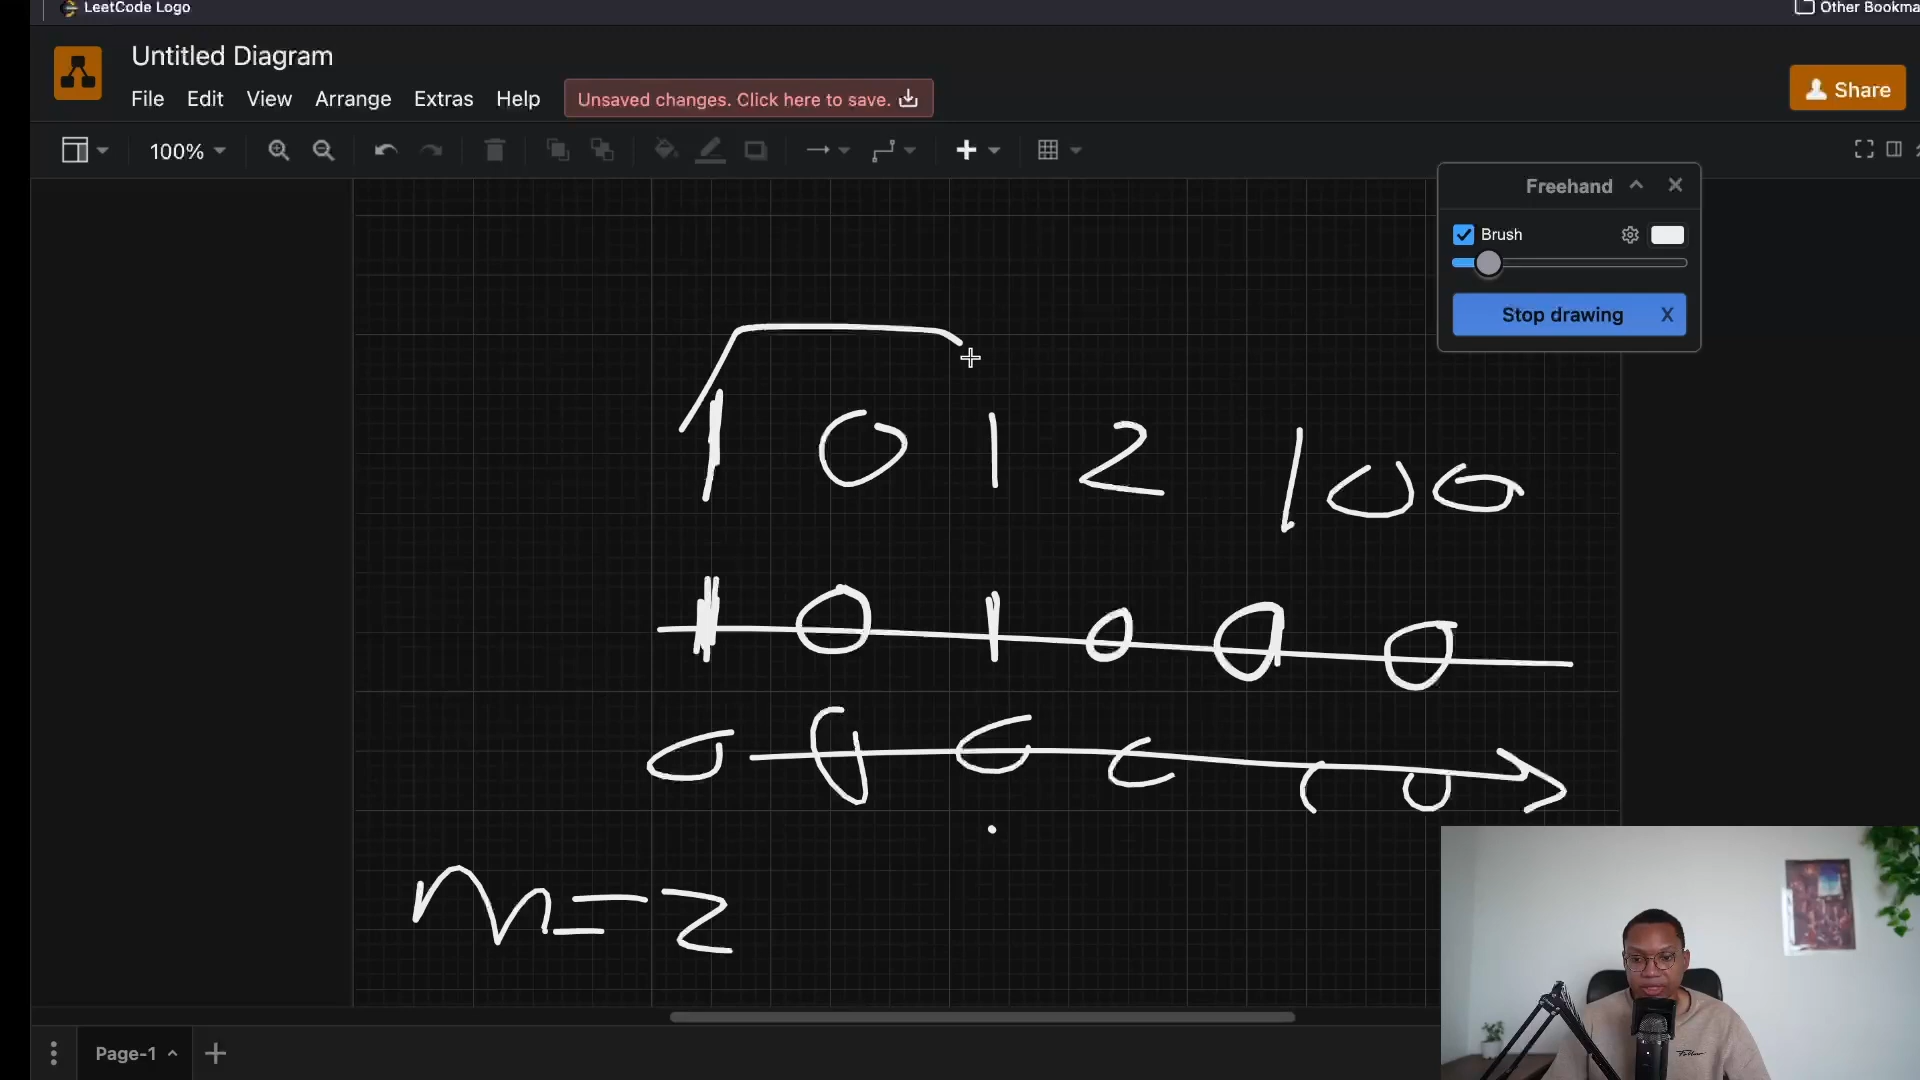 LeetCode Logo
Other Bookma
Untitled Diagram
File Edit View Arrange Extras Help
Unsaved changes. Click here to save.
Share
100%
Freehand
Brush
Stop drawing X
1 0 1 2 100
1 0 1 0 0 0
m=2
Page-1